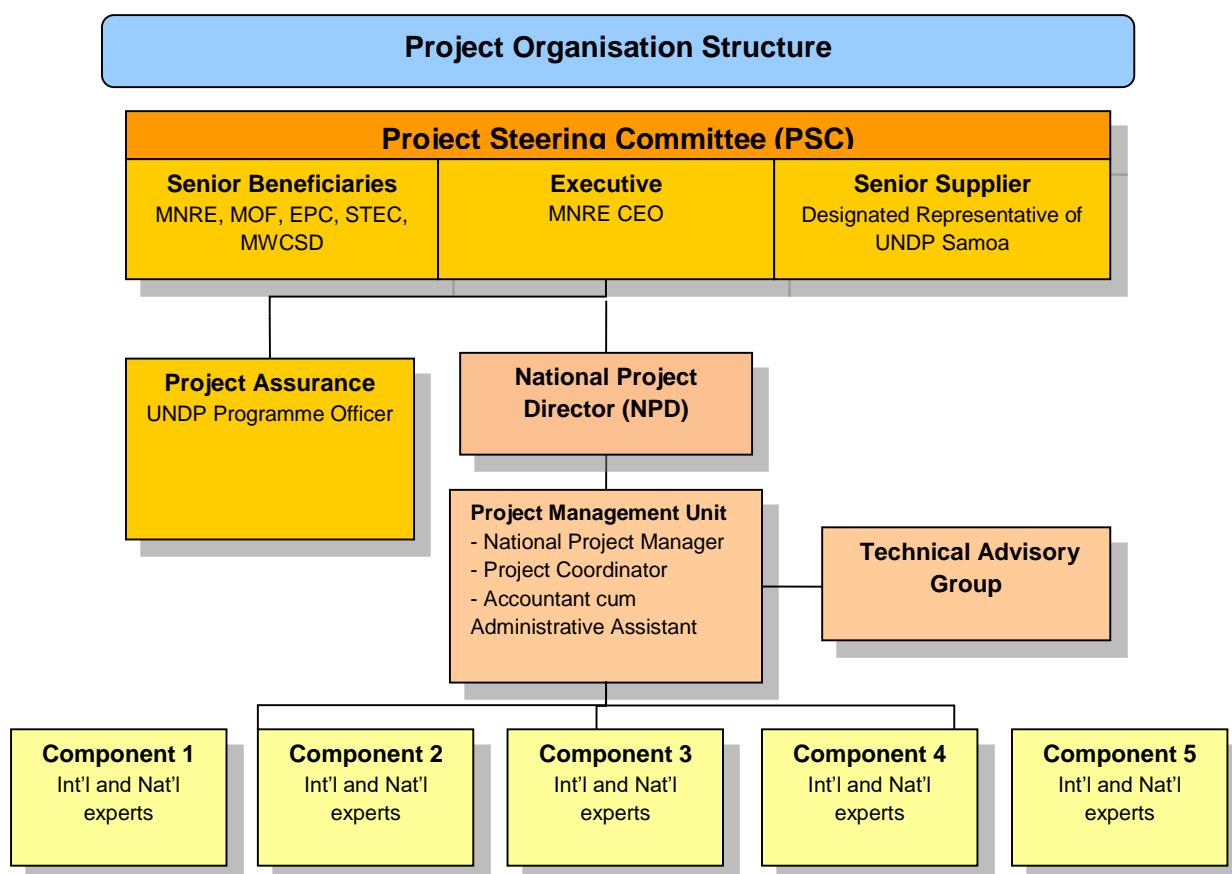 Project Organisation Structure
Project Steering Committee (PSC)
Senior Beneficiaries
MNRE, MOF, EPC, STEC,
MWCSD
Executive
MNRE CEO
Senior Supplier
Designated Representative of
UNDP Samoa
Project Assurance
UNDP Programme Officer
National Project
Director (NPD)
Project Management Unit
- National Project Manager
- Project Coordinator
- Accountant cum
Administrative Assistant
Technical Advisory
Group
Component 1
Int'l and Nat'l
experts
Component 2
Int'l and Nat'l
experts
Component 3
Int'l and Nat'l
experts
Component 4
Int'l and Nat'l
experts
Component 5
Int'l and Nat'l
experts